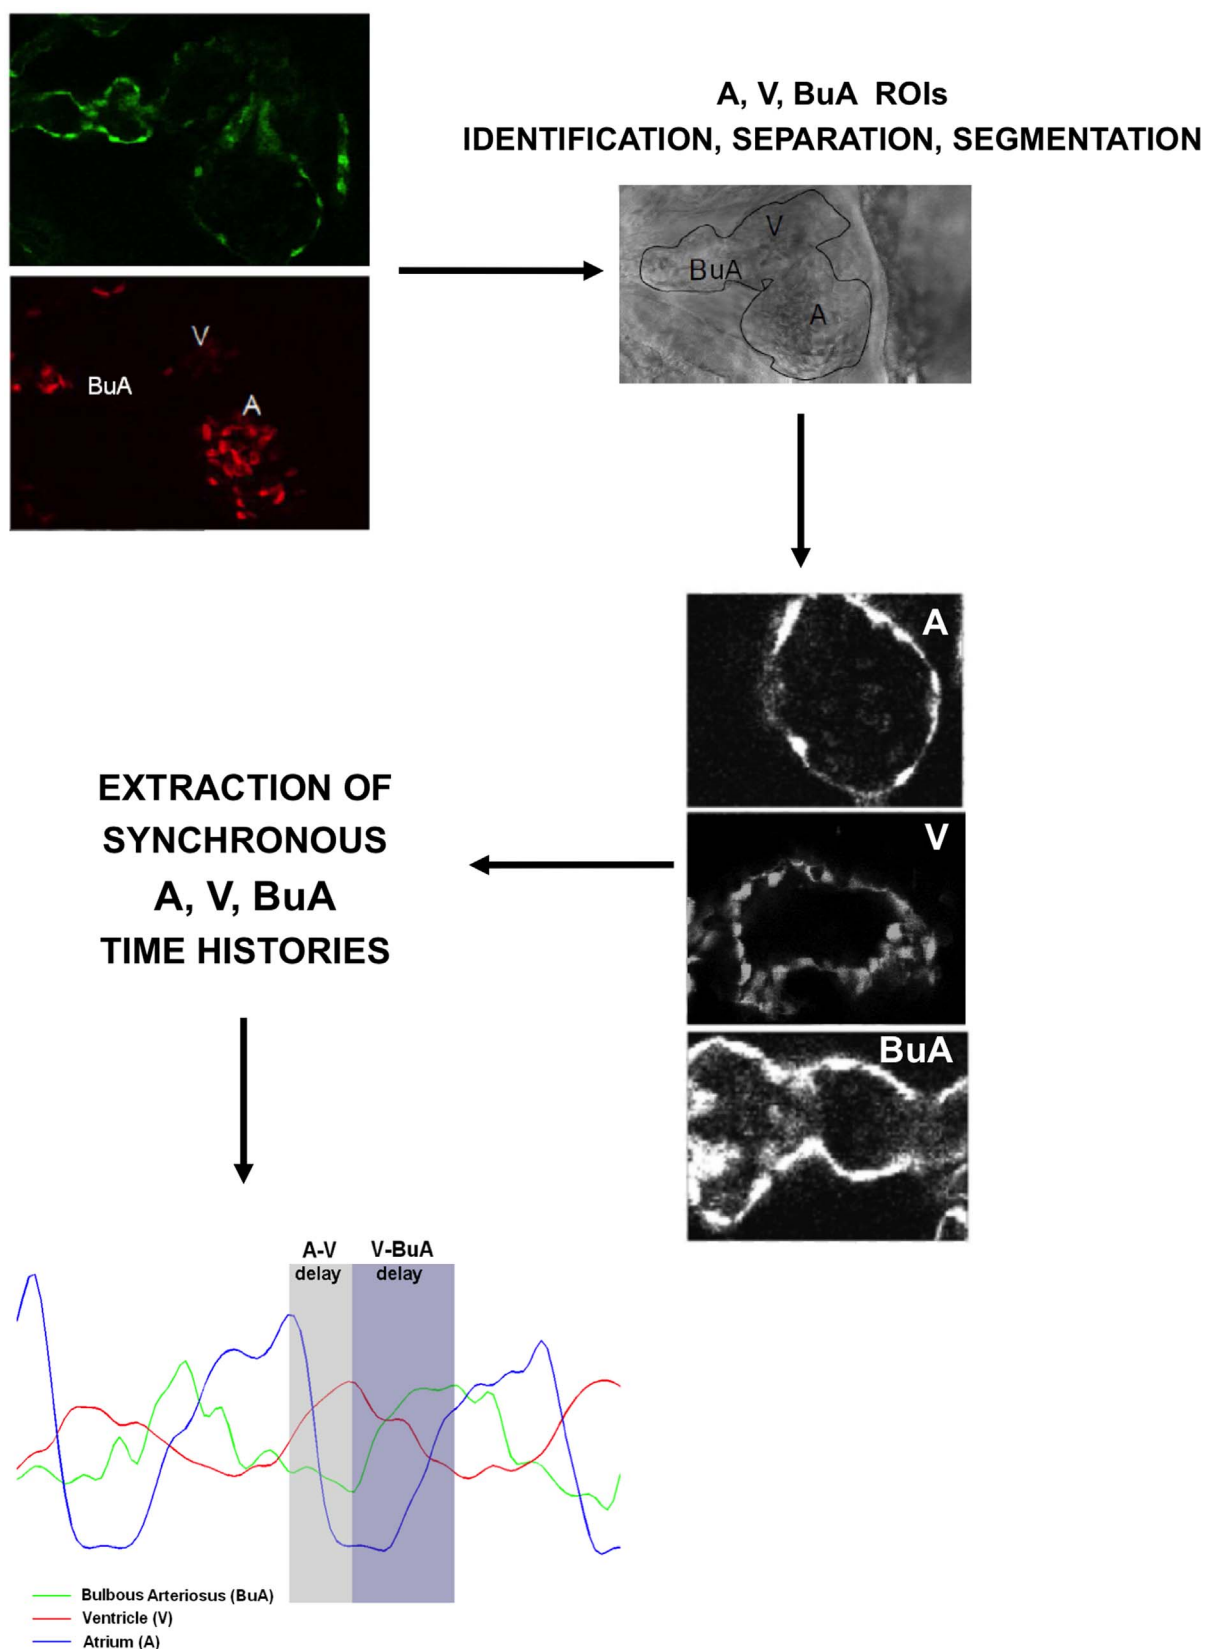 A, V, BuA ROIs
IDENTIFICATION, SEPARATION, SEGMENTATION
V
BuA
A
V
BuA
A
A
V
BuA
EXTRACTION OF
SYNCHRONOUS
A, V, BuA
TIME HISTORIES
A-V
delay
V-BuA
delay
Bulbous Arteriosus (BuA)
Ventricle (V)
Atrium (A)